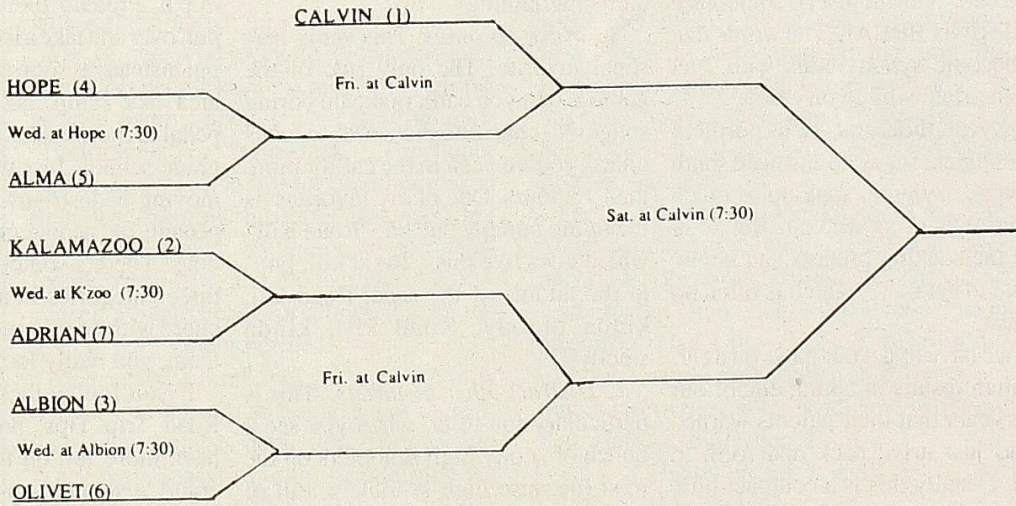 CALVIN (1)
Fri. at Calvin
HOPE (4)
Wed. at Hope (7:30)
ALMA (5)
Sat. at Calvin (7:30)
KALAMAZOO (2)
Wed. at K'zoo (7:30)
ADRIAN (7)
Fri. at Calvin
ALBION (3)
Wed. at Albion (7:30)
OLIVET (6)